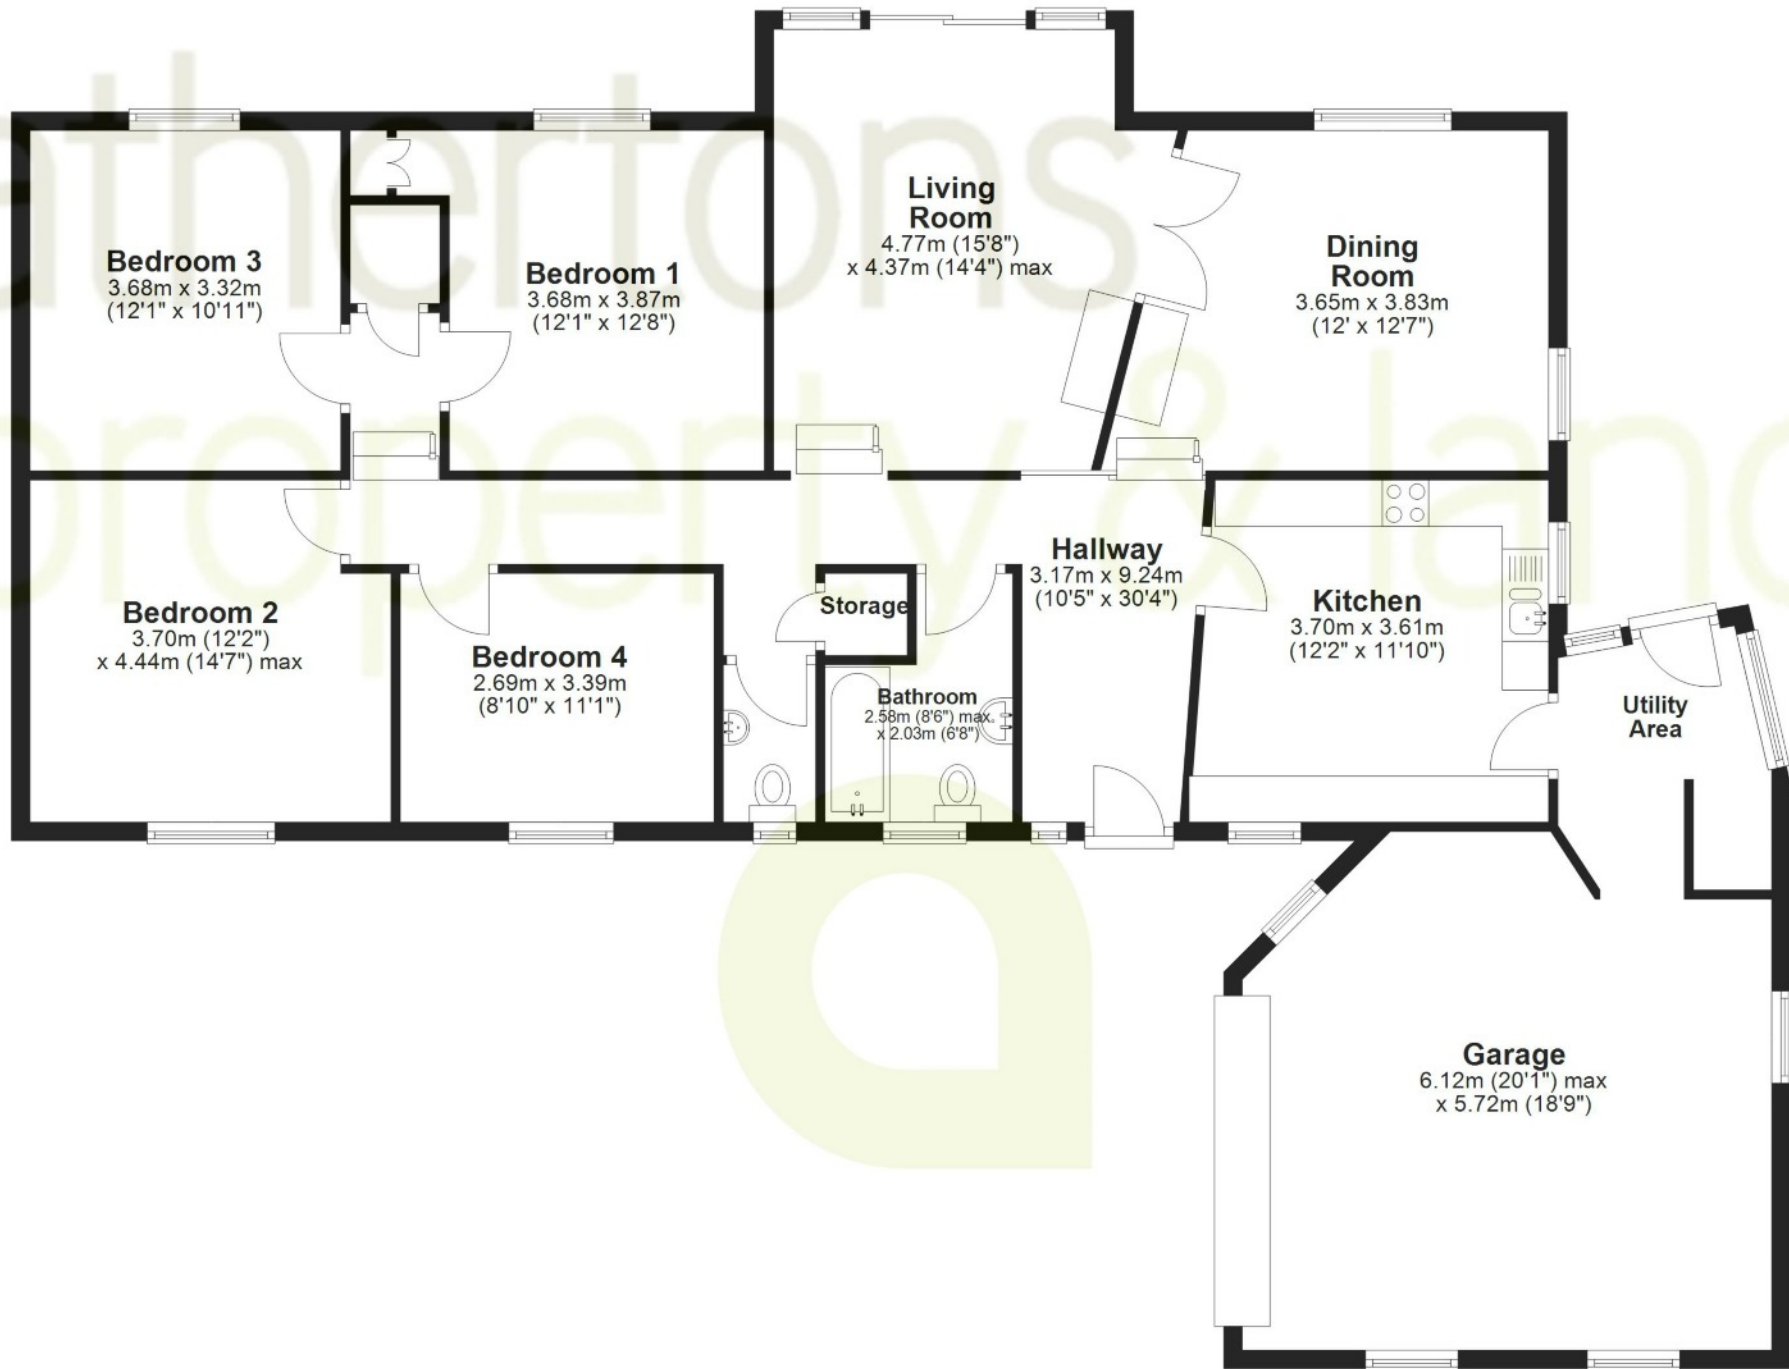 athertons
property & land
Living
Room
4.77m (15'8")
x 4.37m (14'4") max
Dining
Room
3.65m x 3.83m
(12' x 12'7")
Bedroom 3
3.68m x 3.32m
(12'1" x 10'11")
Bedroom 1
3.68m x 3.87m
(12'1" x 12'8")
Hallway
3.17m x 9.24m
(10'5" x 30'4")
Kitchen
3.70m x 3.61m
(12'2" x 11'10")
Bedroom 2
3.70m (12'2")
x 4.44m (14'7") max
Bedroom 4
2.69m x 3.39m
(8'10" x 11'1")
Storage
Bathroom
2.58m (8'6") max
x 2.03m (6'8")
Utility
Area
Garage
6.12m (20'1") max
x 5.72m (18'9")